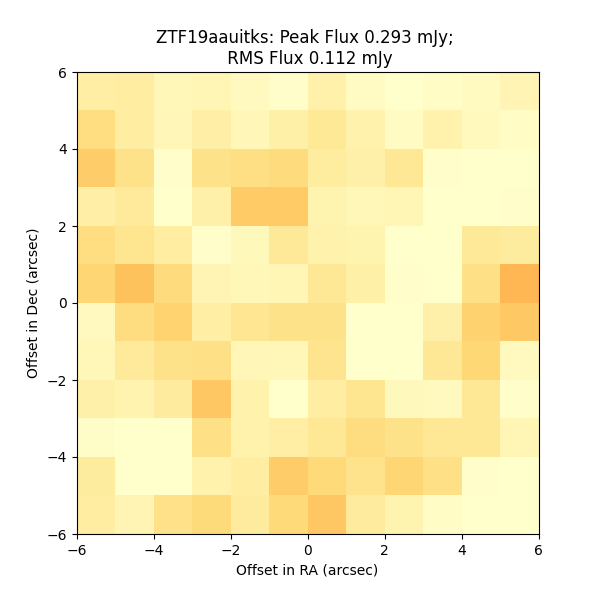 ZTF19aauitks: Peak Flux 0.293 mJy;
RMS Flux 0.112 mJy
6
4
2
0
−2
−4
−6
Offset in Dec (arcsec)
−6 −4 −2 0 2 4 6
Offset in RA (arcsec)